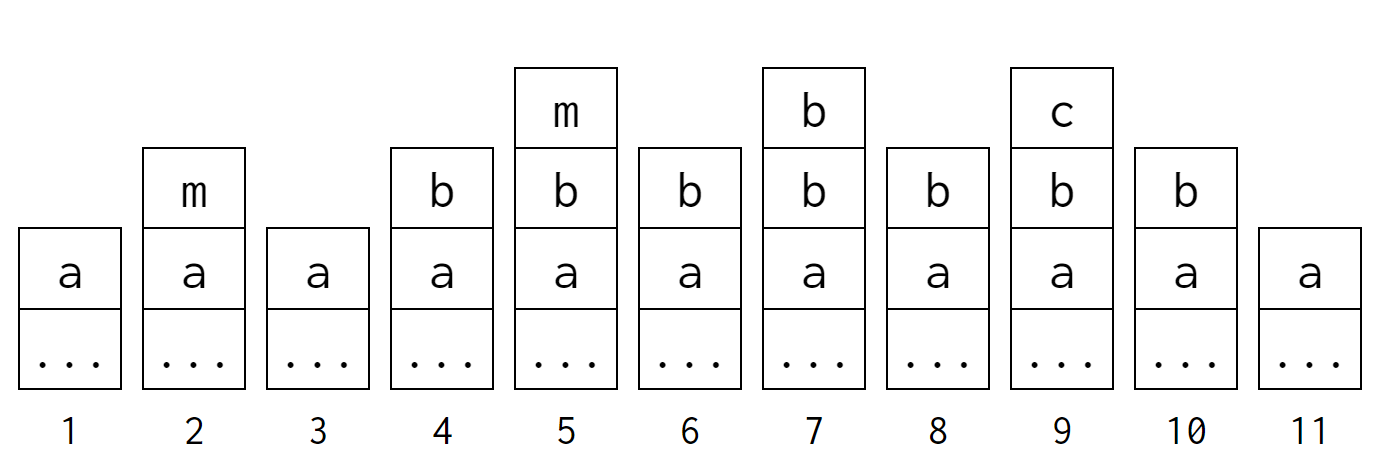 m b c
m b b b b b b
a a a a a a a a a a a
... ... ... ... ... ... ... ... ... ... ...
1 2 3 4 5 6 7 8 9 10 11